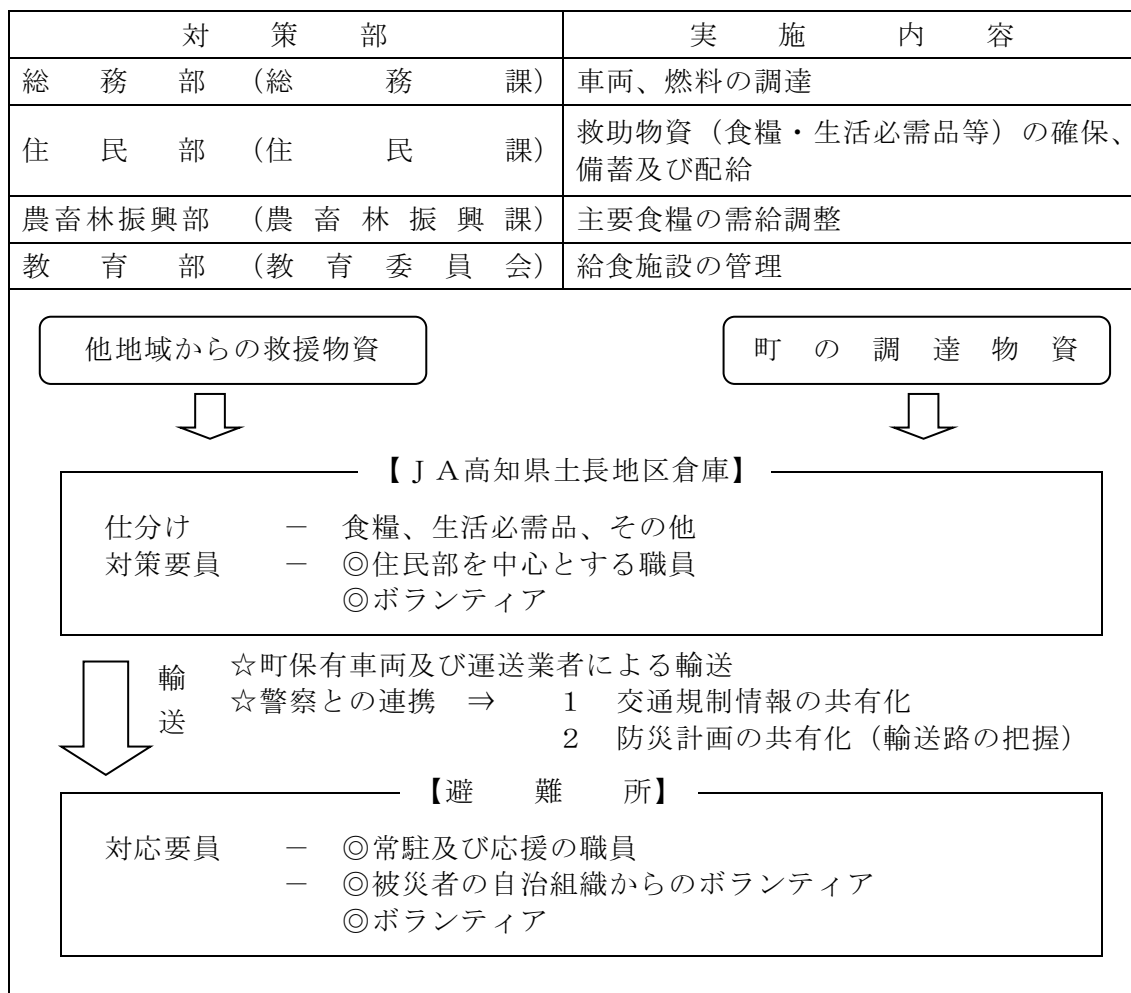 対策部 実施内容
総務部（総務課） 車両、燃料の調達
住民部（住民課） 救助物資（食糧・生活必需品等）の確保、
備蓄及び配給
農畜林振興部（農畜林振興課） 主要食糧の需給調整
教育部（教育委員会） 給食施設の管理
他地域からの救援物資 町の調達物資
【ＪＡ高知県土長地区倉庫】
仕分け － 食糧、生活必需品、その他
対策要員 － ◎住民部を中心とする職員
◎ボランティア
輸送
☆町保有車両及び運送業者による輸送
☆警察との連携 ⇒ １ 交通規制情報の共有化
２ 防災計画の共有化（輸送路の把握）
【避難所】
対応要員 － ◎常駐及び応援の職員
－ ◎被災者の自治組織からのボランティア
◎ボランティア